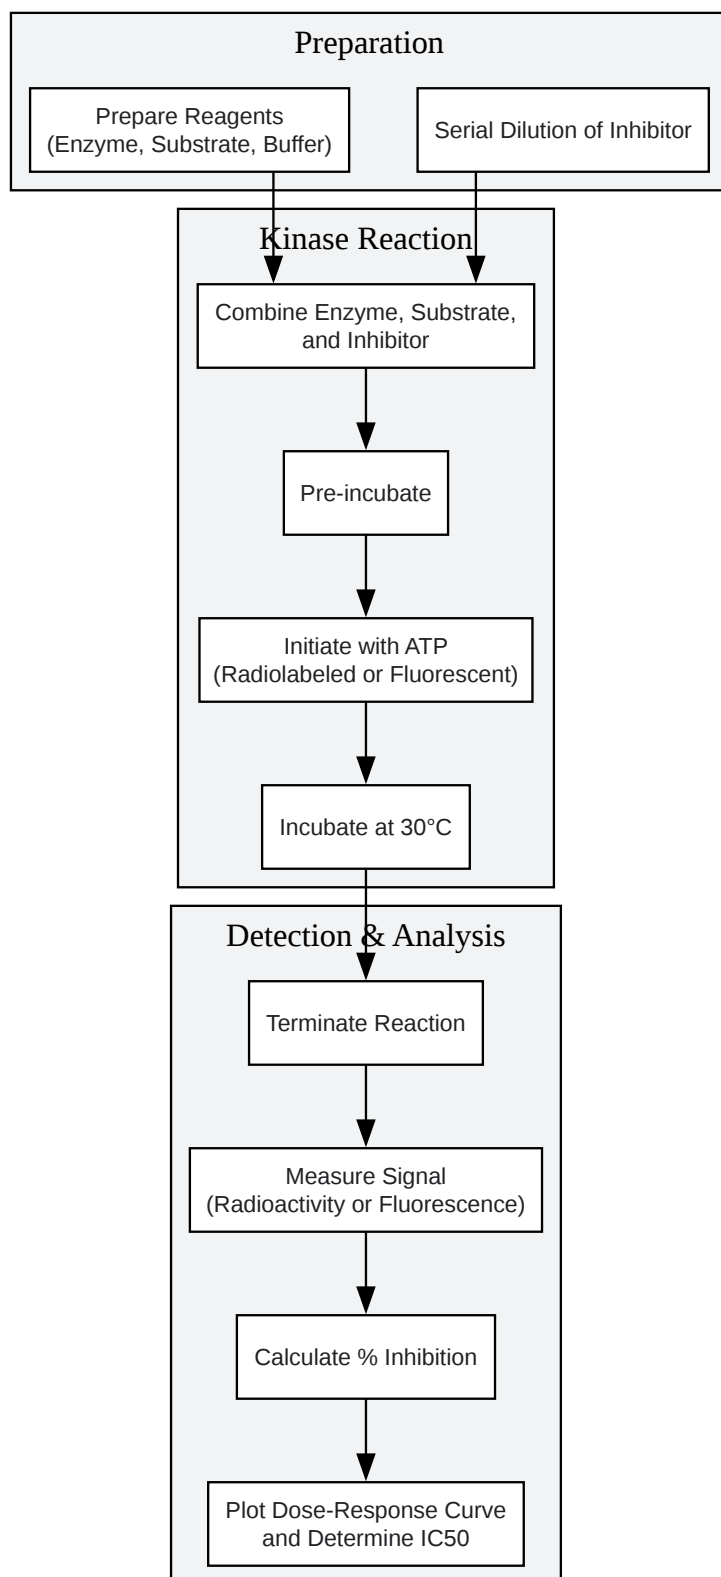 Preparation
Prepare Reagents
(Enzyme, Substrate, Buffer)
Serial Dilution of Inhibitor
Kinase Reaction
Combine Enzyme, Substrate,
and Inhibitor
Pre-incubate
Initiate with ATP
(Radiolabeled or Fluorescent)
Incubate at 30°C
Detection & Analysis
Terminate Reaction
Measure Signal
(Radioactivity or Fluorescence)
Calculate % Inhibition
Plot Dose-Response Curve
and Determine IC50